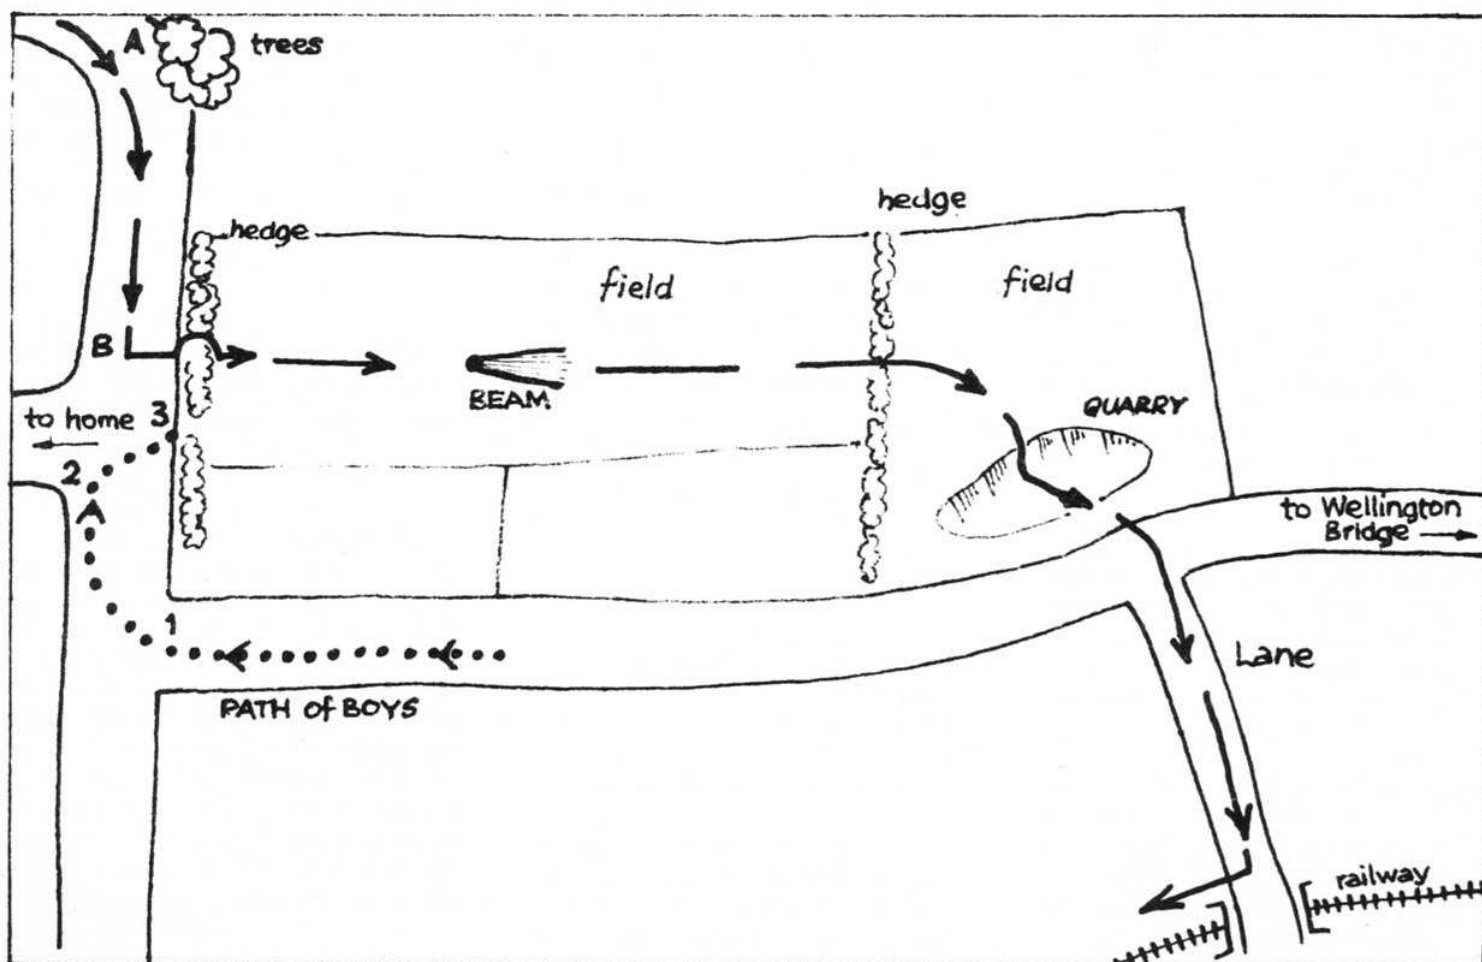 A
trees
hedge
hedge
field
field
B
BEAM
QUARRY
to home
3
2
to Wellington
Bridge
1
Lane
PATH of BOYS
railway